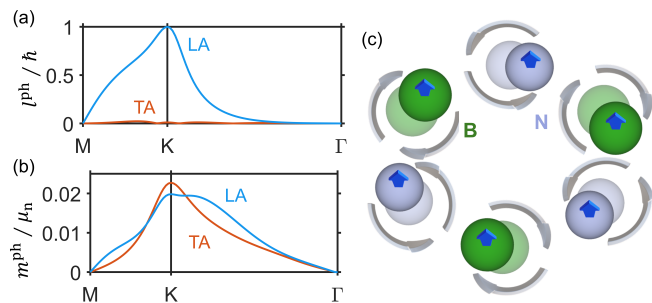 (a)
l^ph / ħ
1
0.5
0
LA
TA
M K Γ
(b)
m^ph / μ_n
0.02
0.01
0
LA
TA
M K Γ
(c)
B
N